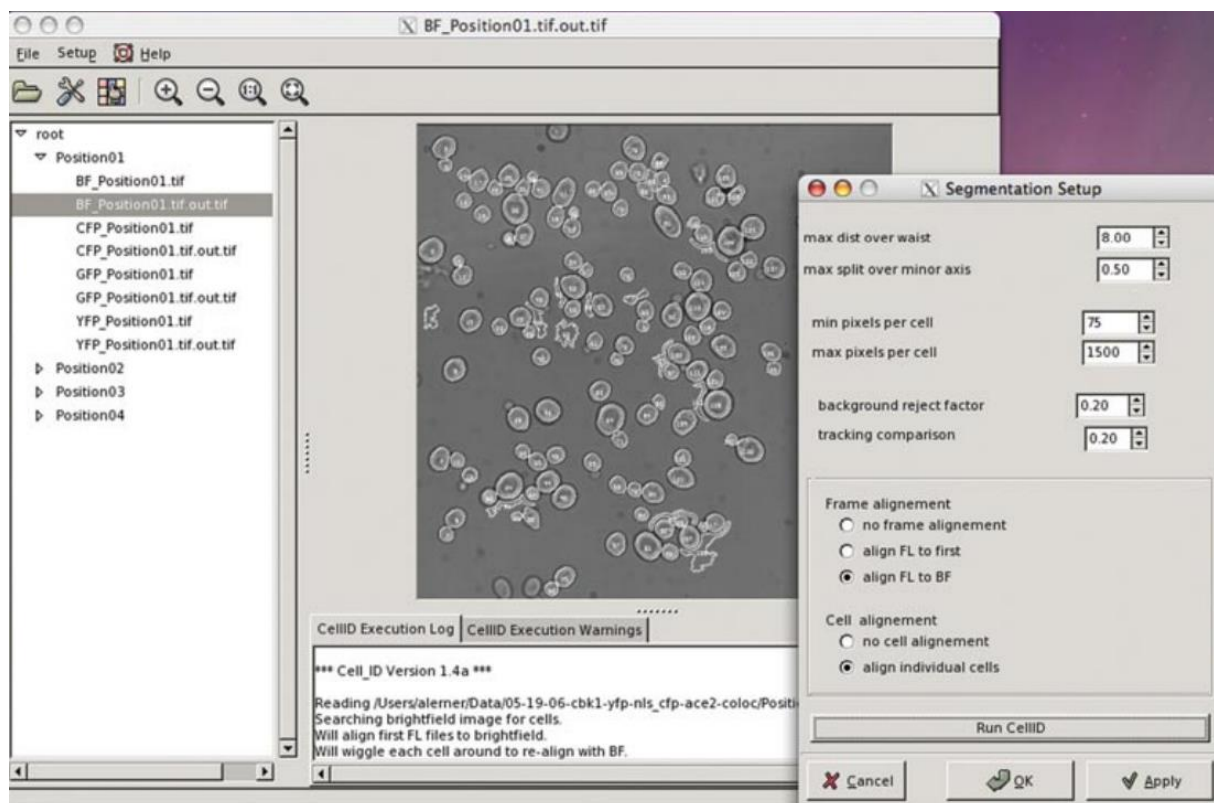 BF_Position01.tif.out.tif
File Setup Help
root
Position01
BF_Position01.tif
BF_Position01.tif.out.tif
CFP_Position01.tif
CFP_Position01.tif.out.tif
GFP_Position01.tif
GFP_Position01.tif.out.tif
YFP_Position01.tif
YFP_Position01.tif.out.tif
Position02
Position03
Position04
CellID Execution Log CellID Execution Warnings
*** Cell_ID Version 1.4a ***
Reading /Users/alerner/Data/05-19-06-cbk1-yfp-nls_cfp-ace2-coloc/Positi
Searching brightfield image for cells.
Will align first FL files to brightfield.
Will wiggle each cell around to re-align with BF.
Segmentation Setup
max dist over waist 8.00
max split over minor axis 0.50
min pixels per cell 75
max pixels per cell 1500
background reject factor 0.20
tracking comparison 0.20
Frame alignement
no frame alignement
align FL to first
align FL to BF
Cell alignement
no cell alignement
align individual cells
Run CellID
Cancel OK Apply